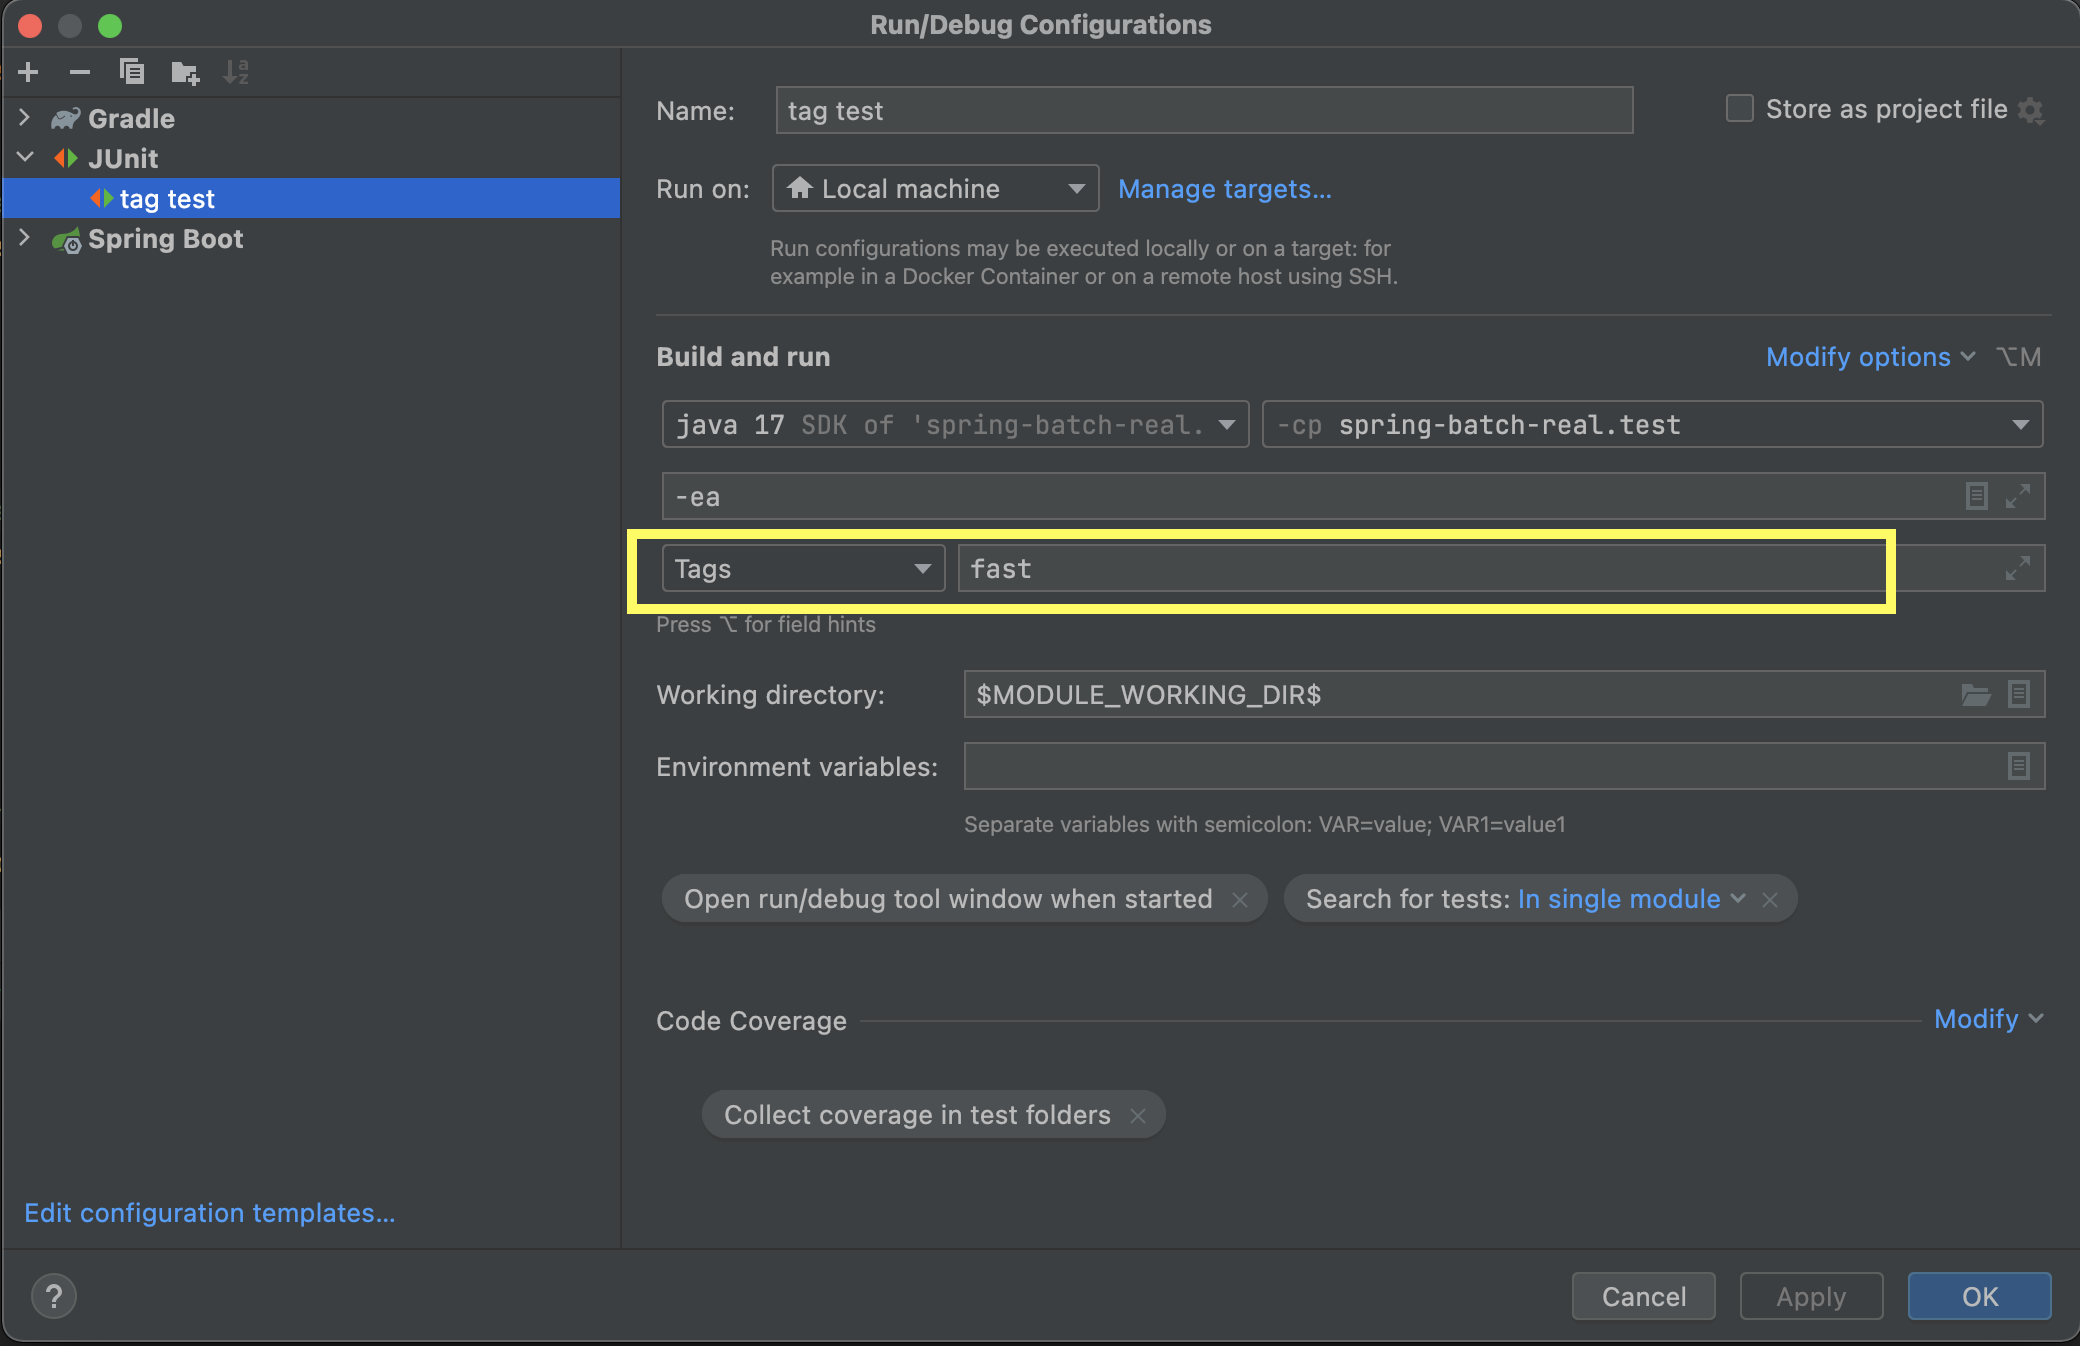 Run/Debug Configurations
Gradle
JUnit
tag test
Spring Boot
Edit configuration templates...
Name: tag test
Store as project file
Run on: Local machine Manage targets...
Run configurations may be executed locally or on a target: for
example in a Docker Container or on a remote host using SSH.
Build and run Modify options ⌥M
java 17 SDK of 'spring-batch-real. -cp spring-batch-real.test
-ea
Tags fast
Press ⌥ for field hints
Working directory: $MODULE_WORKING_DIR$
Environment variables:
Separate variables with semicolon: VAR=value; VAR1=value1
Open run/debug tool window when started × Search for tests: In single module ×
Code Coverage Modify
Collect coverage in test folders ×
? Cancel Apply OK